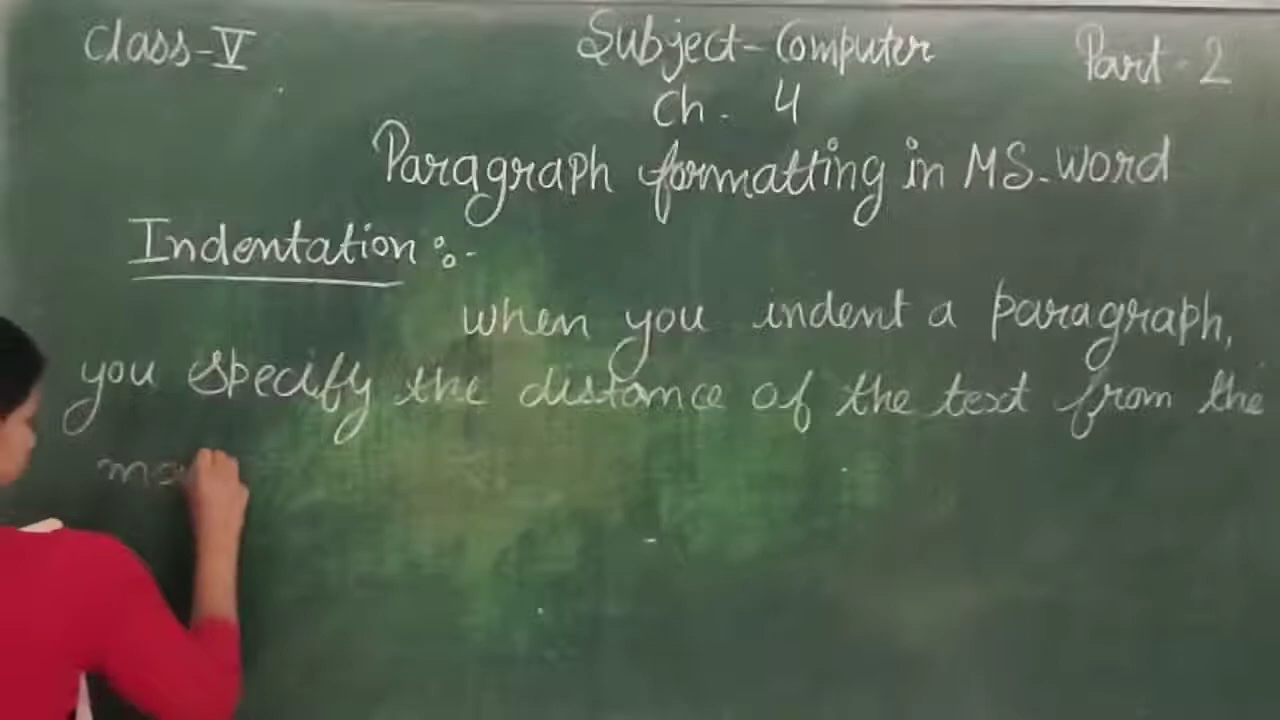 Class-V Subject-Computer Part-2
Ch. 4
Paragraph formatting in MS-Word
Indentation :-
when you indent a paragraph,
you specify the distance of the text from the
ma